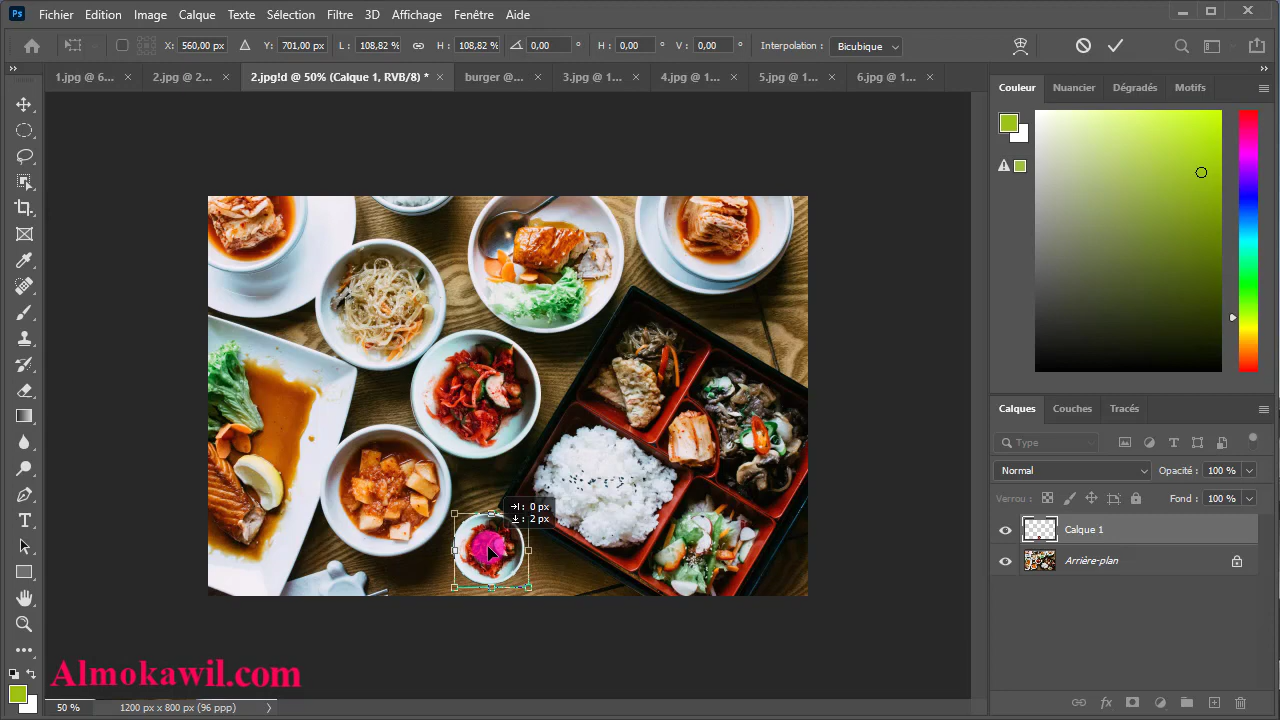 Ps Fichier Edition Image Calque Texte Sélection Filtre 3D Affichage Fenêtre Aide
X: 560,00 px Y: 701,00 px L: 108,82 % H: 108,82 % 0,00 ° H: 0,00 ° V: 0,00 ° Interpolation: Bicubique
1.jpg @ 6... × 2.jpg @ 2... × 2.jpg!d @ 50% (Calque 1, RVB/8) * × burger @... × 3.jpg @ 1... × 4.jpg @ 1... × 5.jpg @ 1... × 6.jpg @ 1... ×
Couleur Nuancier Dégradés Motifs
Calques Couches Tracés
Type
Normal Opacité: 100 %
Verrou: Fond: 100 %
: 0 px
: 2 px
Calque 1
Arrière-plan
fx
Almokawil.com
50 % 1200 px x 800 px (96 ppp)